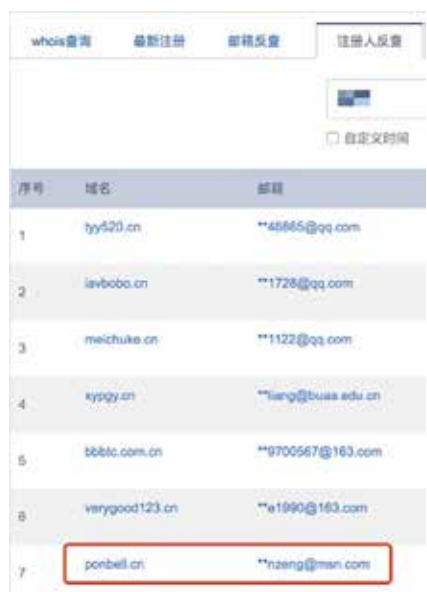 whois查询 最新注册 邮箱反查 注册人反查
自定义时间
序号 域名 邮箱
1 tyy520.cn **46865@qq.com
2 iavbobo.cn **1728@qq.com
3 meichuke.cn **1122@qq.com
4 xypgy.cn **liang@buaa.edu.cn
5 bbbtc.com.cn **9700567@163.com
6 verygood123.cn **e1990@163.com
7 ponbell.cn **nzeng@msn.com